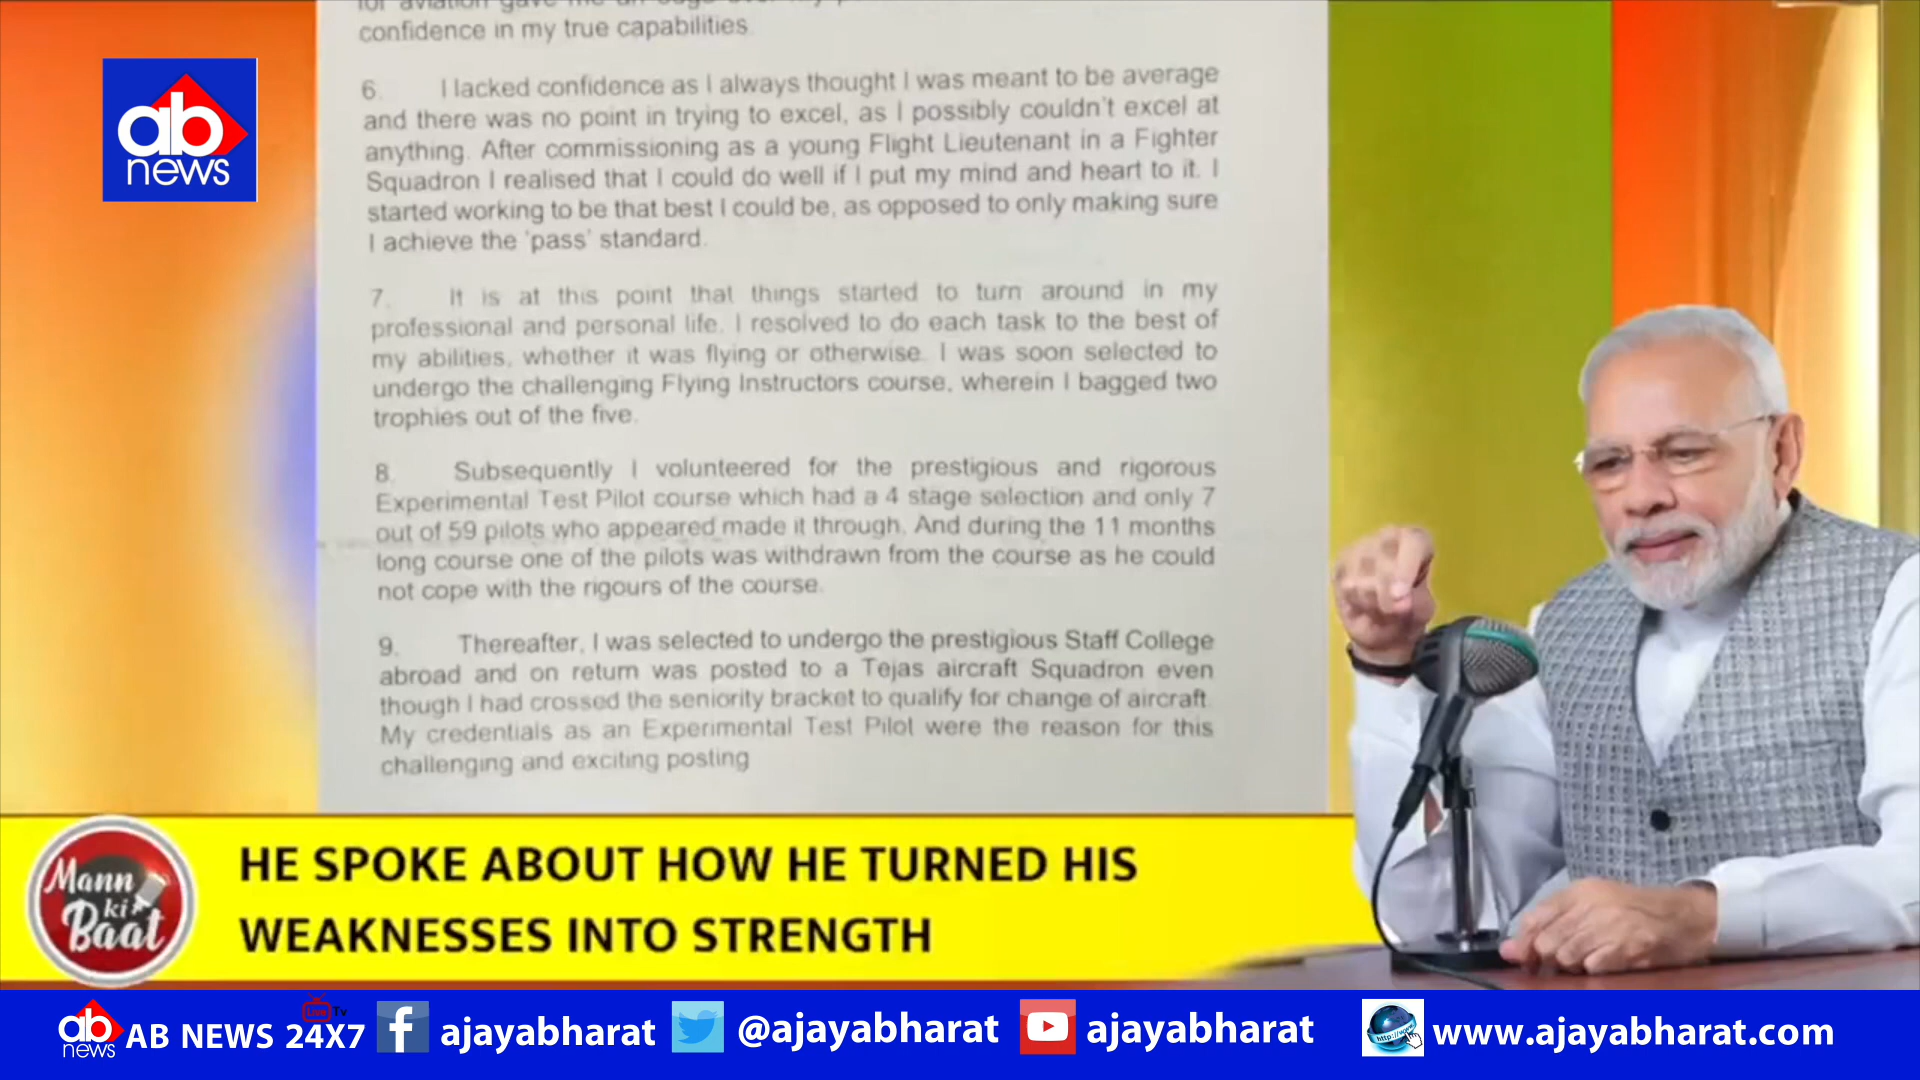 for aviation gave me an edge over my
confidence in my true capabilities.
6. I lacked confidence as I always thought I was meant to be average
and there was no point in trying to excel, as I possibly couldn't excel at
anything. After commissioning as a young Flight Lieutenant in a Fighter
Squadron I realised that I could do well if I put my mind and heart to it. I
started working to be that best I could be, as opposed to only making sure
I achieve the 'pass' standard.
7. It is at this point that things started to turn around in my
professional and personal life. I resolved to do each task to the best of
my abilities, whether it was flying or otherwise. I was soon selected to
undergo the challenging Flying Instructors course, wherein I bagged two
trophies out of the five.
8. Subsequently I volunteered for the prestigious and rigorous
Experimental Test Pilot course which had a 4 stage selection and only 7
out of 59 pilots who appeared made it through. And during the 11 months
long course one of the pilots was withdrawn from the course as he could
not cope with the rigours of the course.
9. Thereafter, I was selected to undergo the prestigious Staff College
abroad and on return was posted to a Tejas aircraft Squadron even
though I had crossed the seniority bracket to qualify for change of aircraft.
My credentials as an Experimental Test Pilot were the reason for this
challenging and exciting posting
ab
news
Mann
ki
Baat
HE SPOKE ABOUT HOW HE TURNED HIS
WEAKNESSES INTO STRENGTH
ab
news
AB NEWS 24X7
Live Tv
f
ajayabharat
@ajayabharat
ajayabharat
http://www
www.ajayabharat.com